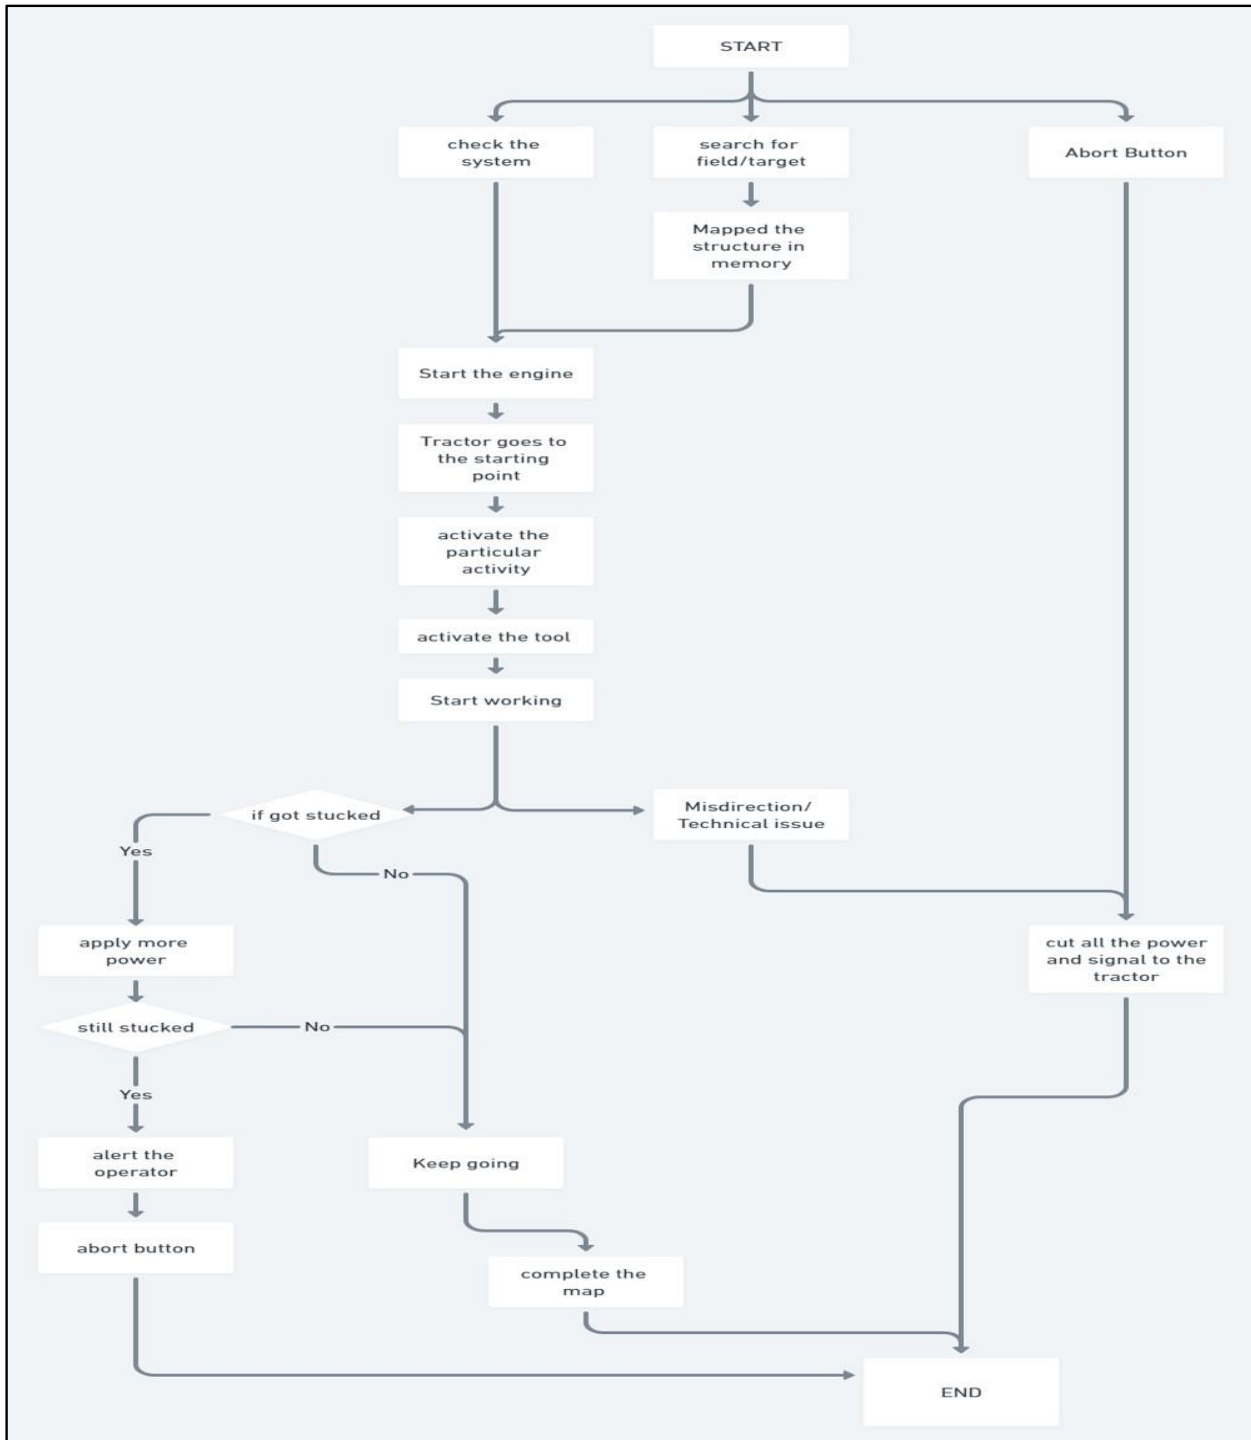 START
check the
system
search for
field/target
Abort Button
Mapped the
structure in
memory
Start the engine
Tractor goes to
the starting
point
activate the
particular
activity
activate the tool
Start working
if got stucked
Misdirection/
Technical issue
Yes
No
apply more
power
cut all the power
and signal to the
tractor
still stucked
No
Yes
alert the
operator
Keep going
abort button
complete the
map
END